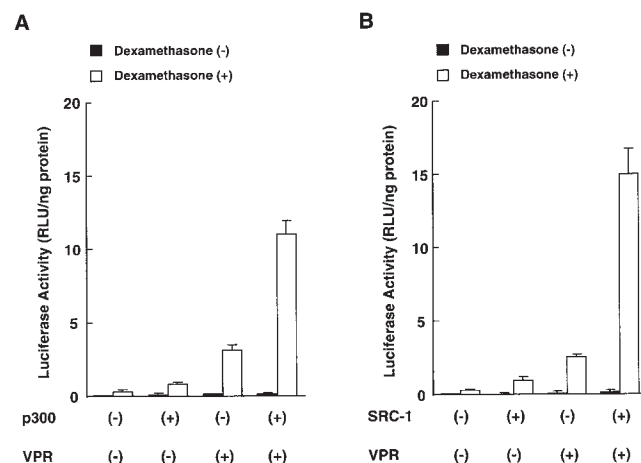 A
Dexamethasone (-)
Dexamethasone (+)
Luciferase Activity (RLU/ng protein)
20
15
10
5
0
p300 (-) (+) (-) (+)
VPR (-) (-) (+) (+)
B
Dexamethasone (-)
Dexamethasone (+)
Luciferase Activity (RLU/ng protein)
20
15
10
5
0
SRC-1 (-) (+) (-) (+)
VPR (-) (-) (+) (+)